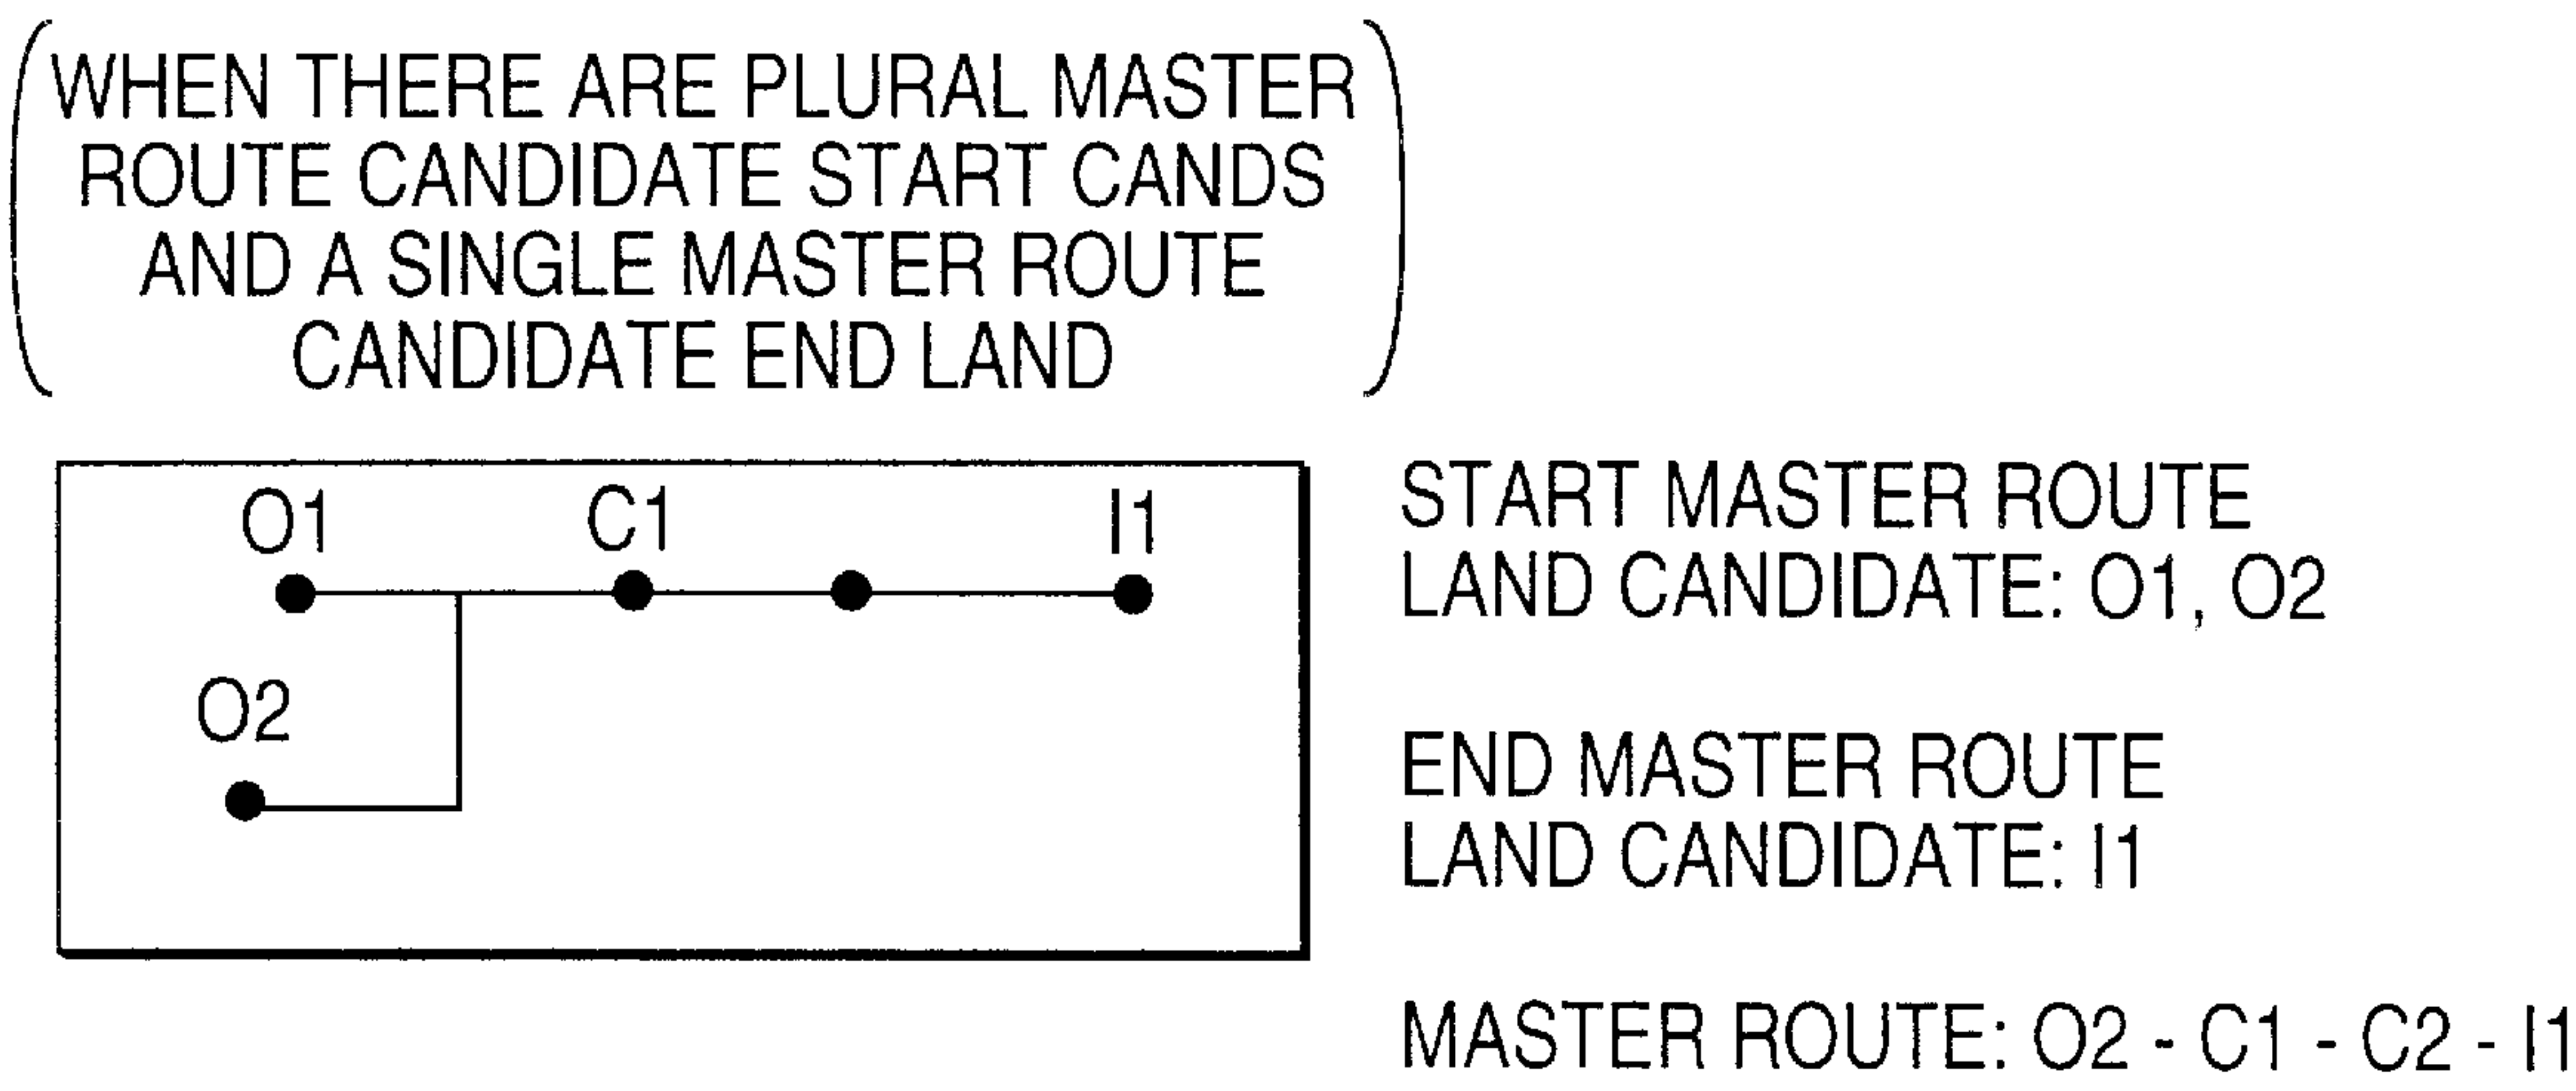 WHEN THERE ARE PLURAL MASTER
ROUTE CANDIDATE START CANDS
AND A SINGLE MASTER ROUTE
CANDIDATE END LAND
O1 C1 I1
O2
START MASTER ROUTE
LAND CANDIDATE: O1, O2
END MASTER ROUTE
LAND CANDIDATE: I1
MASTER ROUTE: O2 - C1 - C2 - I1